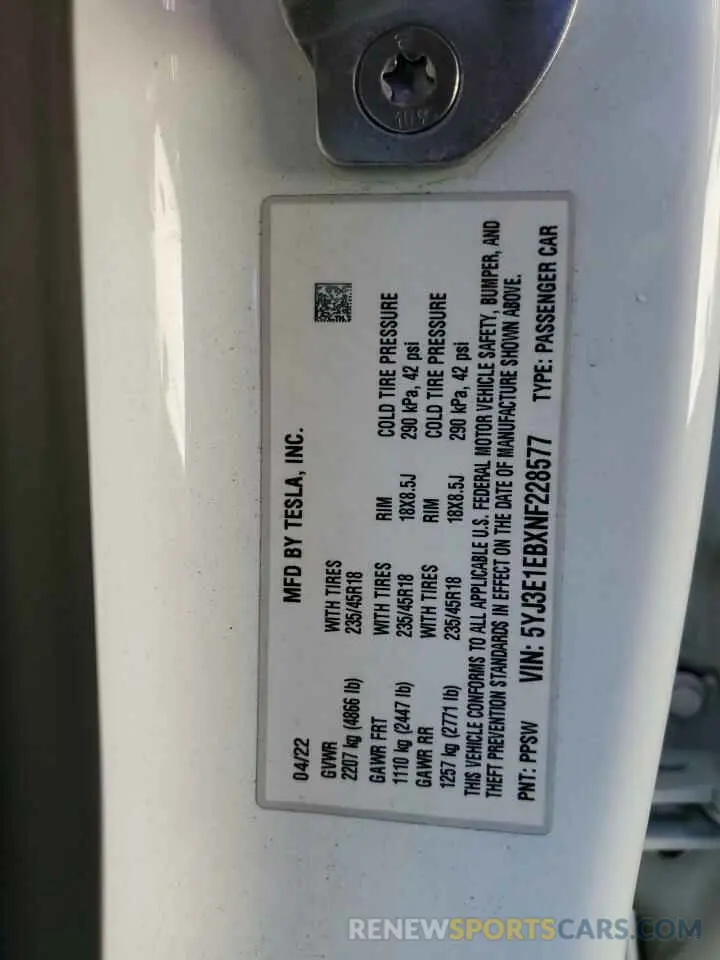 04/22 MFD BY TESLA, INC.
GVWR WITH TIRES
2207 kg (4866 lb) 235/45R18
GAWR FRT WITH TIRES RIM COLD TIRE PRESSURE
1110 kg (2447 lb) 235/45R18 18X8.5J 290 kPa, 42 psi
GAWR RR WITH TIRES RIM COLD TIRE PRESSURE
1257 kg (2771 lb) 235/45R18 18X8.5J 290 kPa, 42 psi
THIS VEHICLE CONFORMS TO ALL APPLICABLE U.S. FEDERAL MOTOR VEHICLE SAFETY, BUMPER, AND
THEFT PREVENTION STANDARDS IN EFFECT ON THE DATE OF MANUFACTURE SHOWN ABOVE.
PNT: PPSW VIN: 5YJ3E1EBXNF228577 TYPE: PASSENGER CAR
RENEWSPORTSCARS.COM